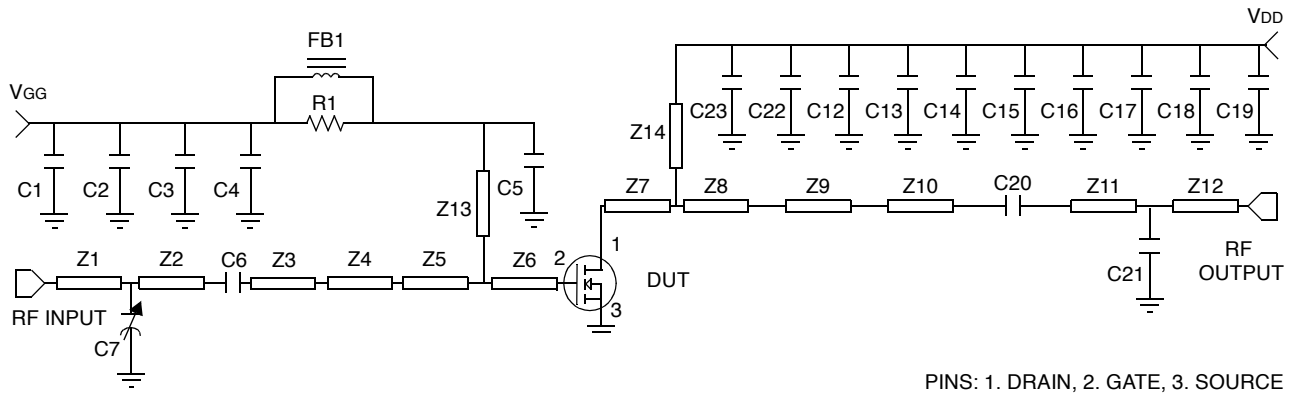 VDD
FB1
VGG
R1
C23 C22 C12 C13 C14 C15 C16 C17 C18 C19
Z14
C1 C2 C3 C4
C5
Z13
Z7 Z8 Z9 Z10 C20 Z11 Z12
1
RF
OUTPUT
C21
Z1 Z2 C6 Z3 Z4 Z5 Z6 2
DUT
3
RF INPUT
C7
PINS: 1. DRAIN, 2. GATE, 3. SOURCE